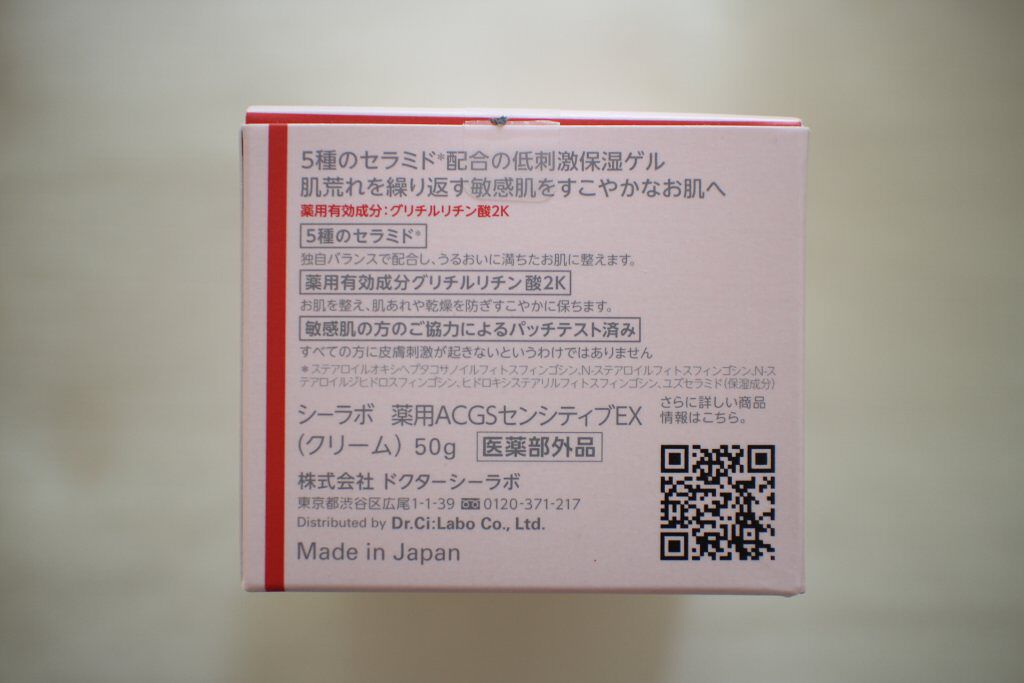 5種のセラミド*配合の低刺激保湿ゲル
肌荒れを繰り返す敏感肌をすこやかなお肌へ
薬用有効成分:グリチルリチン酸2K
5種のセラミド*
独自バランスで配合し、うるおいに満ちたお肌に整えます。
薬用有効成分グリチルリチン酸2K
お肌を整え、肌あれや乾燥を防ぎすこやかに保ちます。
敏感肌の方のご協力によるパッチテスト済み
すべての方に皮膚刺激が起きないというわけではありません
*ステアロイルオキシヘプタコサノイルフィトスフィンゴシン、N-ステアロイルフィトスフィンゴシン、N-ス
テアロイルジヒドロスフィンゴシン、ヒドロキシステアリルフィトスフィンゴシン、ユズセラミド(保湿成分)
シーラボ 薬用ACGSセンシティブEX
(クリーム) 50g 医薬部外品
さらに詳しい商品
情報はこちら。
株式会社 ドクターシーラボ
東京都渋谷区広尾1-1-39 0120-371-217
Distributed by Dr.Ci:Labo Co., Ltd.
Made in Japan